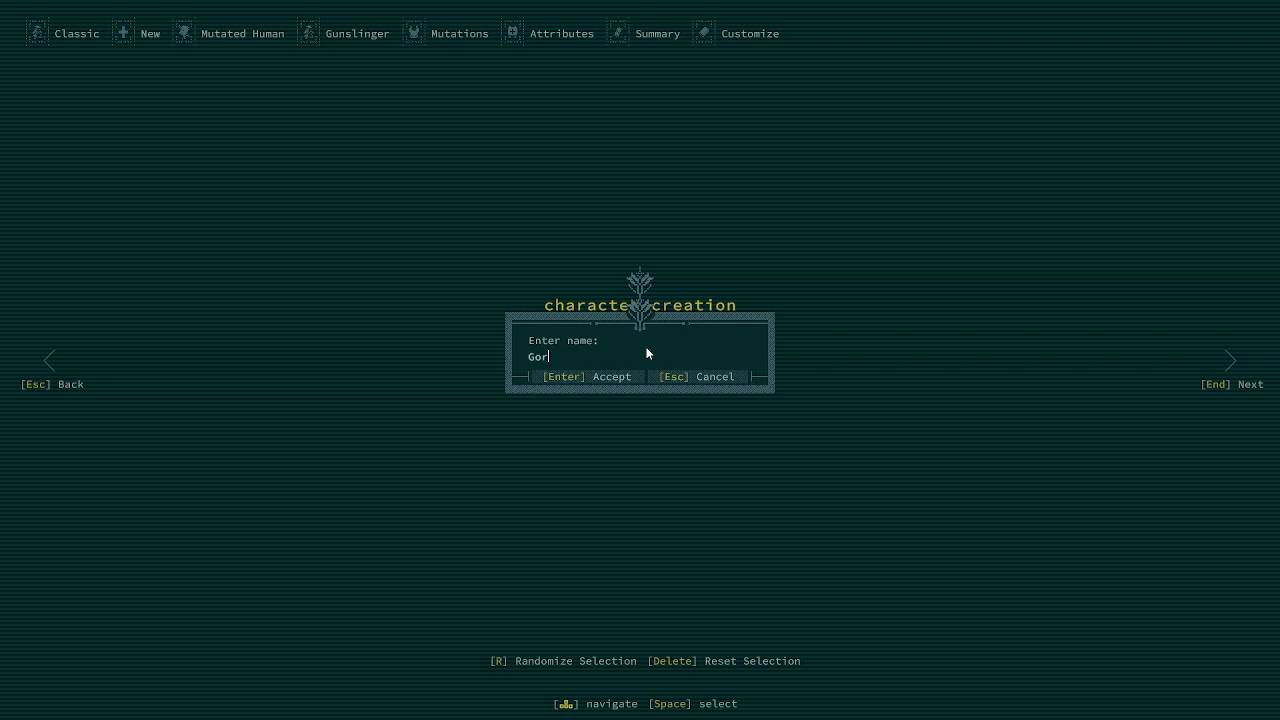 Classic New Mutated Human Gunslinger Mutations Attributes Summary Customize
character creation
Enter name:
Gor
[Enter] Accept [Esc] Cancel
[Esc] Back
[End] Next
[R] Randomize Selection [Delete] Reset Selection
navigate [Space] select